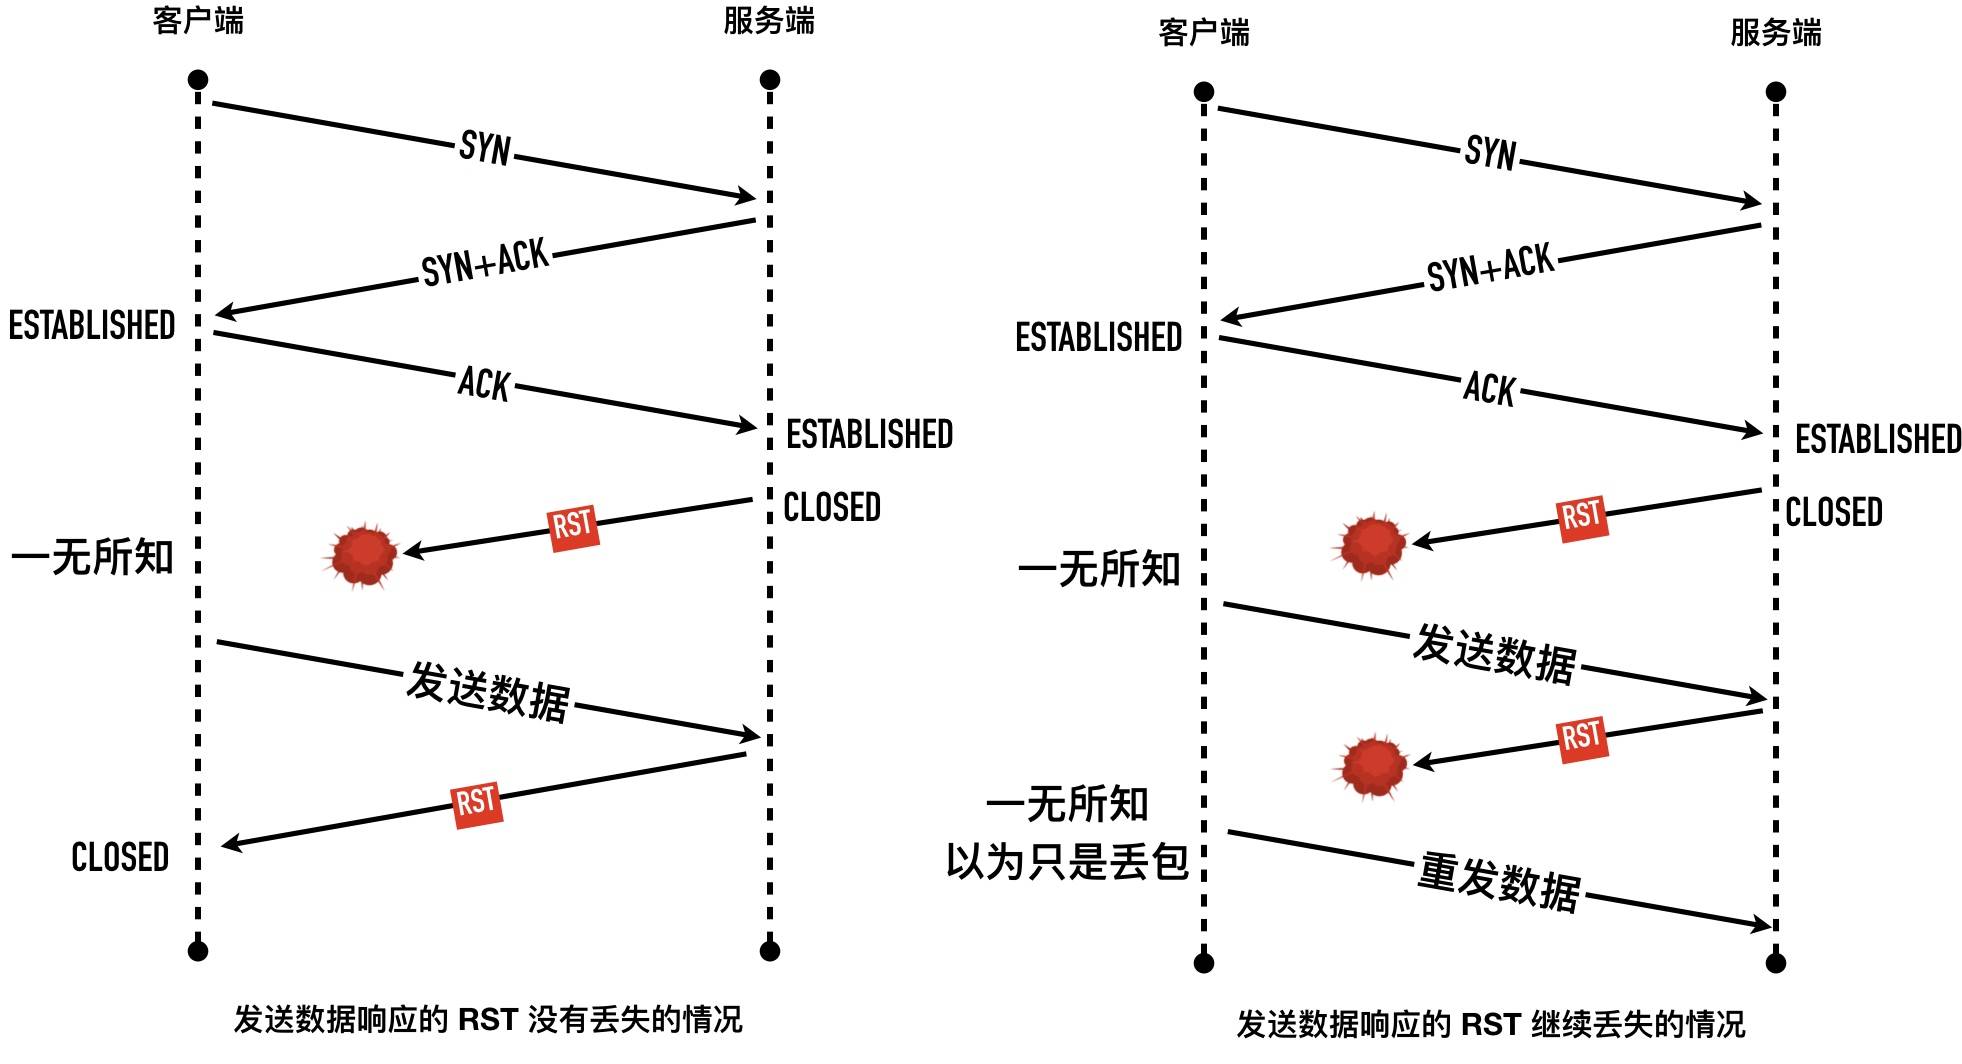 客户端
服务端
SYN
SYN+ACK
ESTABLISHED
ACK
ESTABLISHED
CLOSED
RST
一无所知
发送数据
RST
CLOSED
发送数据响应的 RST 没有丢失的情况
客户端
服务端
SYN
SYN+ACK
ESTABLISHED
ACK
ESTABLISHED
CLOSED
RST
一无所知
发送数据
RST
一无所知
以为只是丢包
重发数据
发送数据响应的 RST 继续丢失的情况